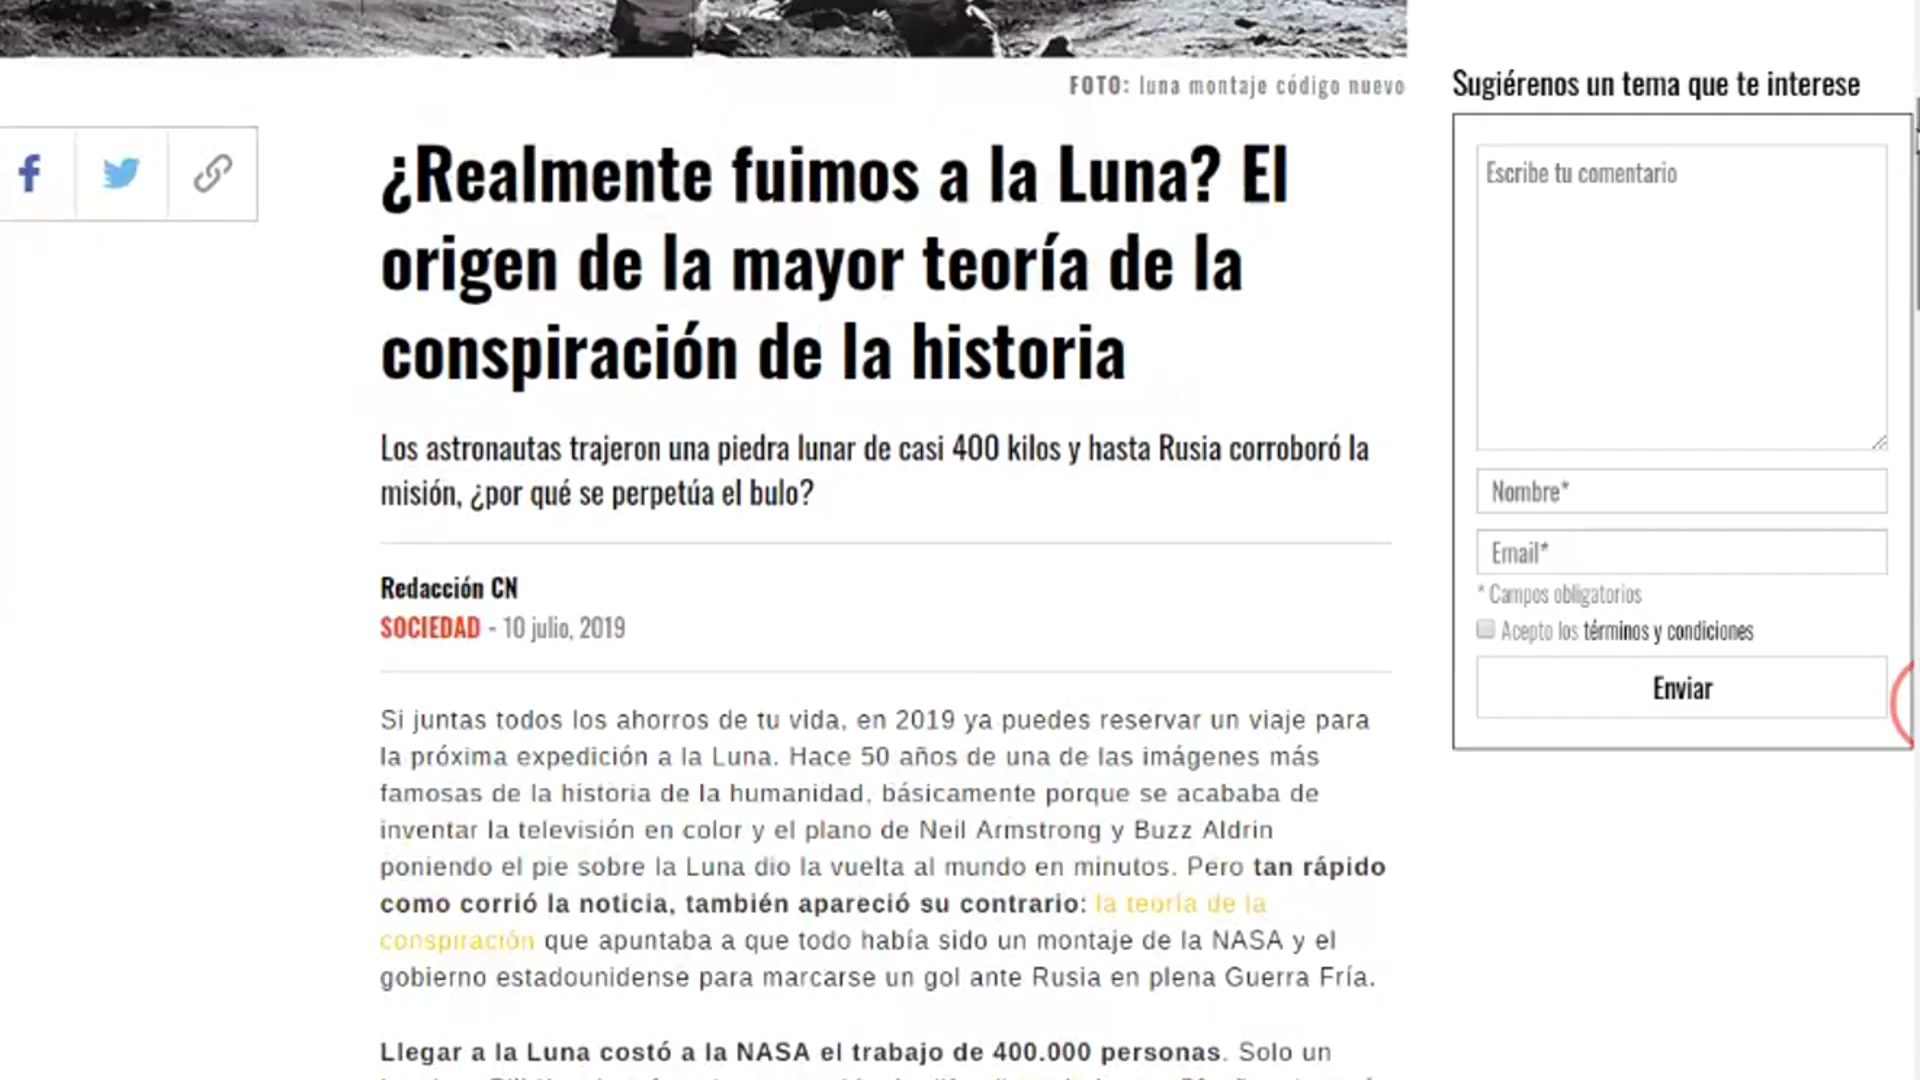 FOTO: luna montaje código nuevo
¿Realmente fuimos a la Luna? El
origen de la mayor teoría de la
conspiración de la historia
Los astronautas trajeron una piedra lunar de casi 400 kilos y hasta Rusia corroboró la
misión, ¿por qué se perpetúa el bulo?
Redacción CN
SOCIEDAD - 10 julio, 2019
Si juntas todos los ahorros de tu vida, en 2019 ya puedes reservar un viaje para
la próxima expedición a la Luna. Hace 50 años de una de las imágenes más
famosas de la historia de la humanidad, básicamente porque se acababa de
inventar la televisión en color y el plano de Neil Armstrong y Buzz Aldrin
poniendo el pie sobre la Luna dio la vuelta al mundo en minutos. Pero tan rápido
como corrió la noticia, también apareció su contrario: la teoría de la
conspiración que apuntaba a que todo había sido un montaje de la NASA y el
gobierno estadounidense para marcarse un gol ante Rusia en plena Guerra Fría.
Llegar a la Luna costó a la NASA el trabajo de 400.000 personas. Solo un
Sugiérenos un tema que te interese
Escribe tu comentario
Nombre*
Email*
* Campos obligatorios
Acepto los términos y condiciones
Enviar